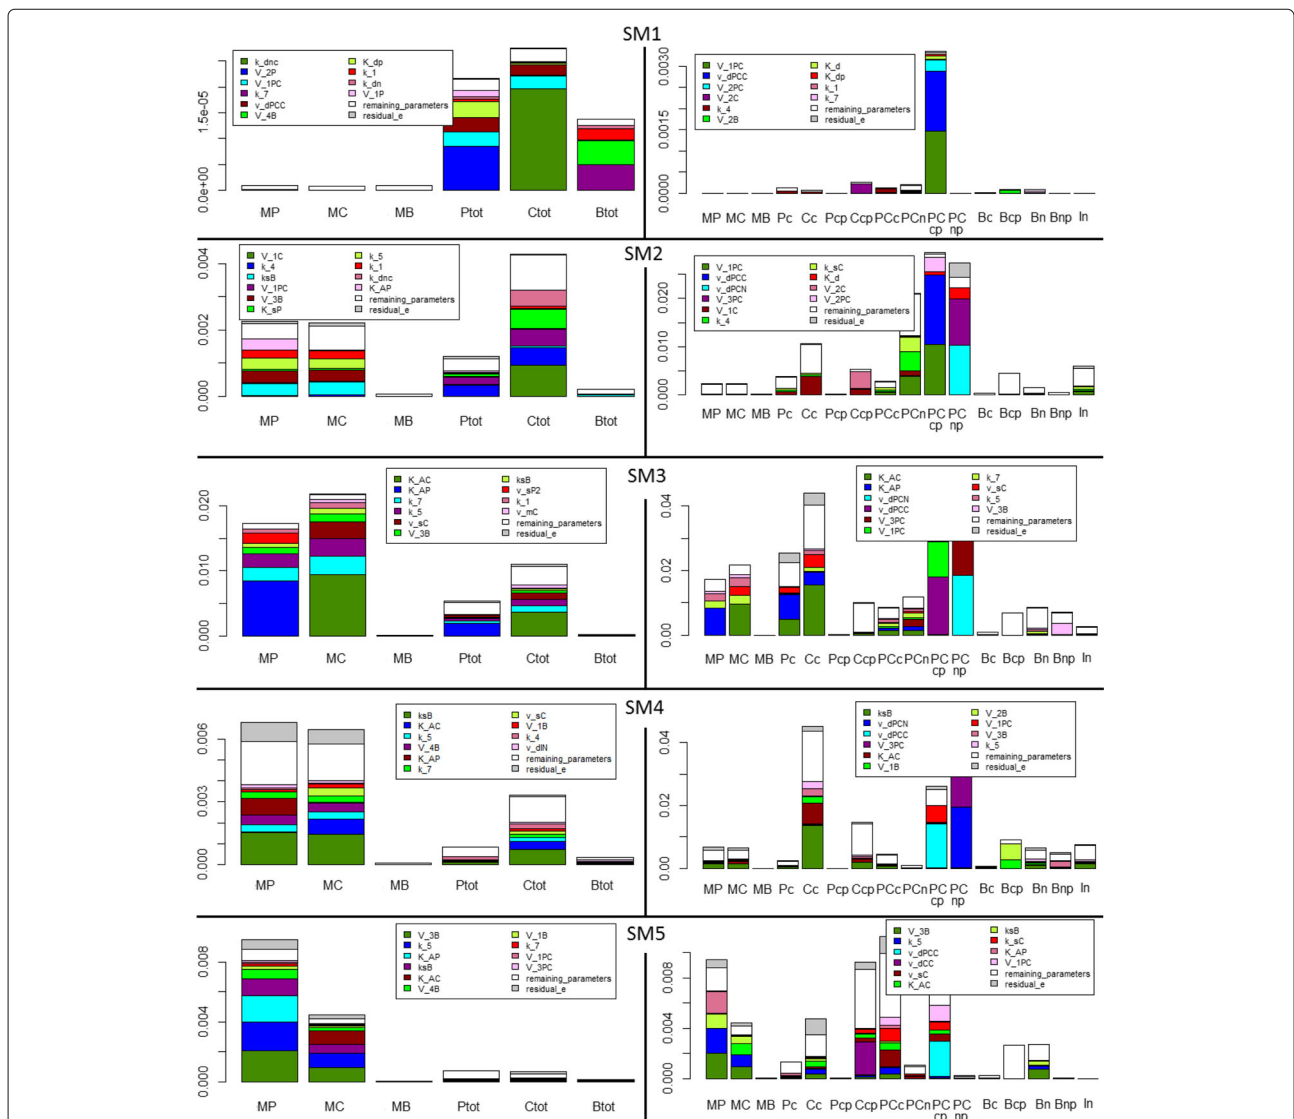 SM1
k_dnc K_dp
V_2P k_1
V_1PC k_dn
k_7 V_1P
v_dPCC remaining_parameters
V_4B residual_e
0.0e+00 1.5e-05
MP MC MB Ptot Ctot Btot
V_1PC K_d
v_dPCC K_dp
V_2PC k_1
V_2C k_7
k_4 remaining_parameters
V_2B residual_e
0.0000 0.0015 0.0030
MP MC MB Pc Cc Pcp Ccp PCc PCn PC cp PC np Bc Bcp Bn Bnp In
SM2
V_1C k_5
k_4 k_1
ksB k_dnc
V_1PC K_AP
V_3B remaining_parameters
K_sP residual_e
0.000 0.002 0.004
MP MC MB Ptot Ctot Btot
V_1PC k_sC
v_dPCC K_d
v_dPCN V_2C
V_3PC V_2PC
V_1C remaining_parameters
k_4 residual_e
0.000 0.010 0.020
MP MC MB Pc Cc Pcp Ccp PCc PCn PC cp PC np Bc Bcp Bn Bnp In
SM3
K_AC ksB
K_AP v_sP2
k_7 k_1
k_5 v_mC
v_sC remaining_parameters
V_3B residual_e
0.000 0.010 0.020
MP MC MB Ptot Ctot Btot
K_AC k_7
K_AP v_sC
v_dPCN k_5
v_dPCC V_3B
V_3PC remaining_parameters
V_1PC residual_e
0.00 0.02 0.04
MP MC MB Pc Cc Pcp Ccp PCc PCn PC cp PC np Bc Bcp Bn Bnp In
SM4
ksB v_sC
K_AC V_1B
k_5 k_4
V_4B v_dIN
K_AP remaining_parameters
k_7 residual_e
0.000 0.003 0.006
MP MC MB Ptot Ctot Btot
ksB V_2B
v_dPCN V_1PC
v_dPCC V_3B
V_3PC k_5
K_AC remaining_parameters
V_1B residual_e
0.00 0.02 0.04
MP MC MB Pc Cc Pcp Ccp PCc PCn PC cp PC np Bc Bcp Bn Bnp In
SM5
V_3B V_1B
k_5 k_7
K_AP V_1PC
ksB V_3PC
K_AC remaining_parameters
V_4B residual_e
0.000 0.004 0.008
MP MC MB Ptot Ctot Btot
V_3B ksB
k_5 k_sC
v_dPCC K_AP
v_dCC V_1PC
v_sC remaining_parameters
K_AC residual_e
0.000 0.004 0.008
MP MC MB Pc Cc Pcp Ccp PCc PCn PC cp PC np Bc Bcp Bn Bnp In